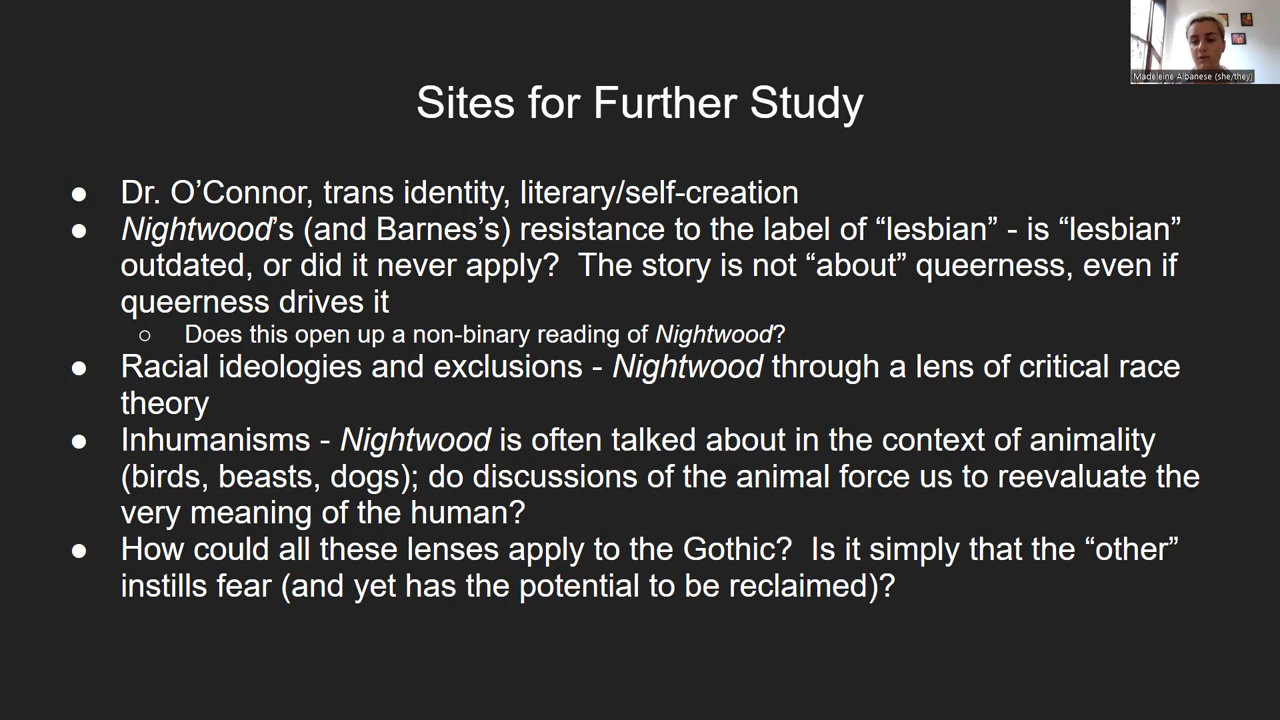 Madeleine Albanese (she/they)
Sites for Further Study
● Dr. O’Connor, trans identity, literary/self-creation
● Nightwood’s (and Barnes’s) resistance to the label of “lesbian” - is “lesbian”
outdated, or did it never apply?  The story is not “about” queerness, even if
queerness drives it
○ Does this open up a non-binary reading of Nightwood?
● Racial ideologies and exclusions - Nightwood through a lens of critical race
theory
● Inhumanisms - Nightwood is often talked about in the context of animality
(birds, beasts, dogs); do discussions of the animal force us to reevaluate the
very meaning of the human?
● How could all these lenses apply to the Gothic?  Is it simply that the “other”
instills fear (and yet has the potential to be reclaimed)?